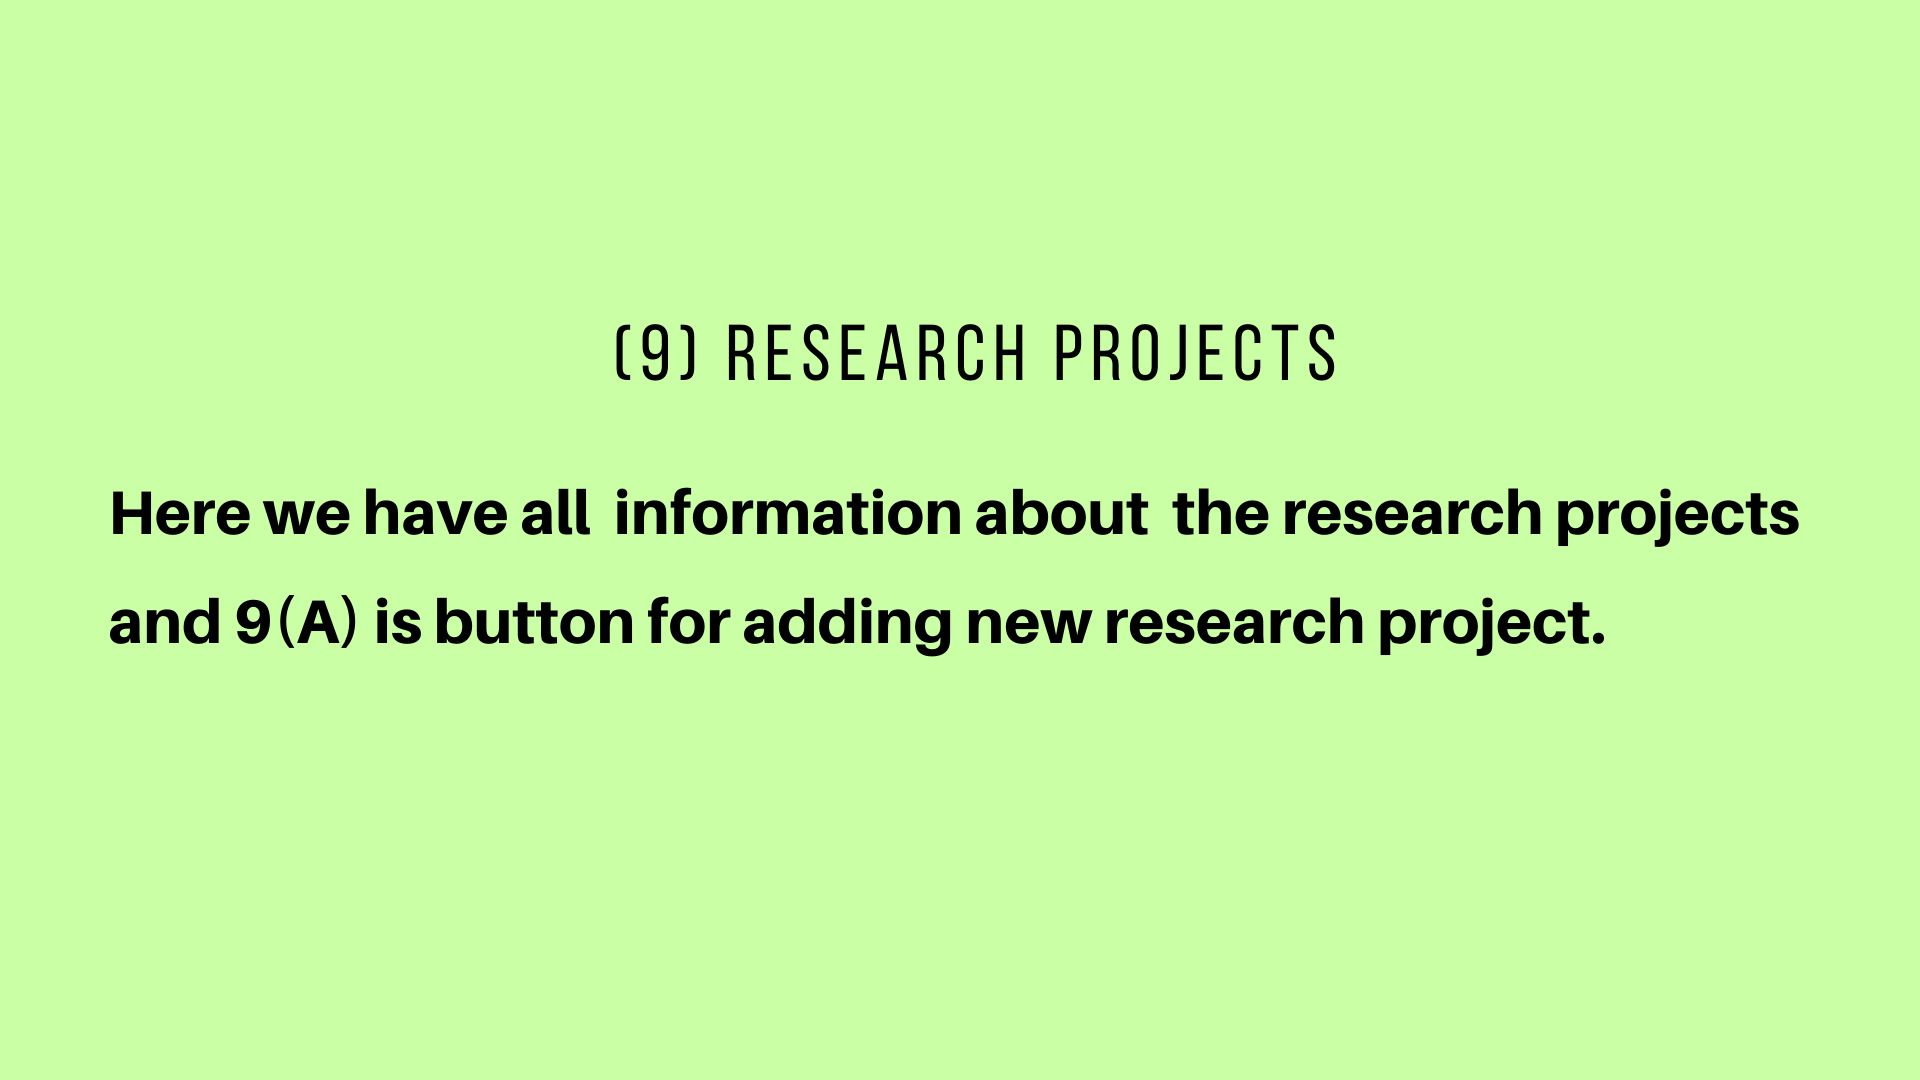 (9) RESEARCH PROJECTS
Here we have all  information about  the research projects
and 9(A) is button for adding new research project.